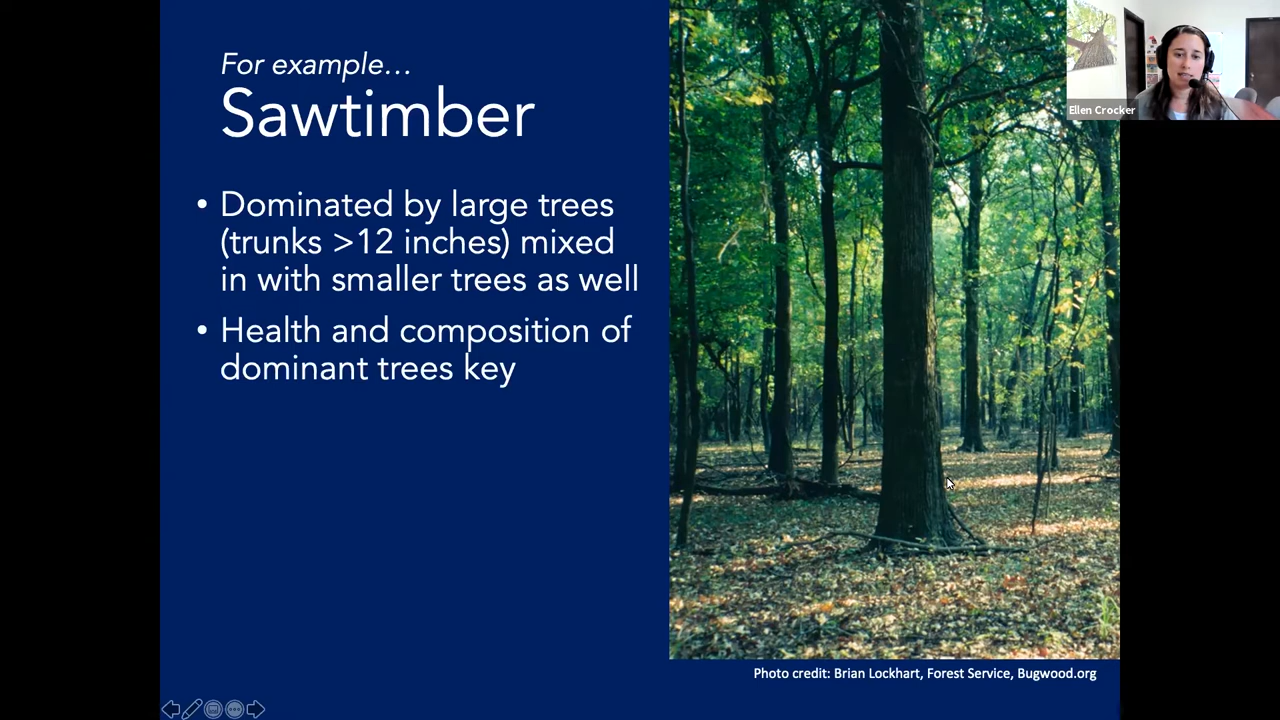 For example...
Sawtimber
• Dominated by large trees
(trunks >12 inches) mixed
in with smaller trees as well
• Health and composition of
dominant trees key
Ellen Crocker
Photo credit: Brian Lockhart, Forest Service, Bugwood.org